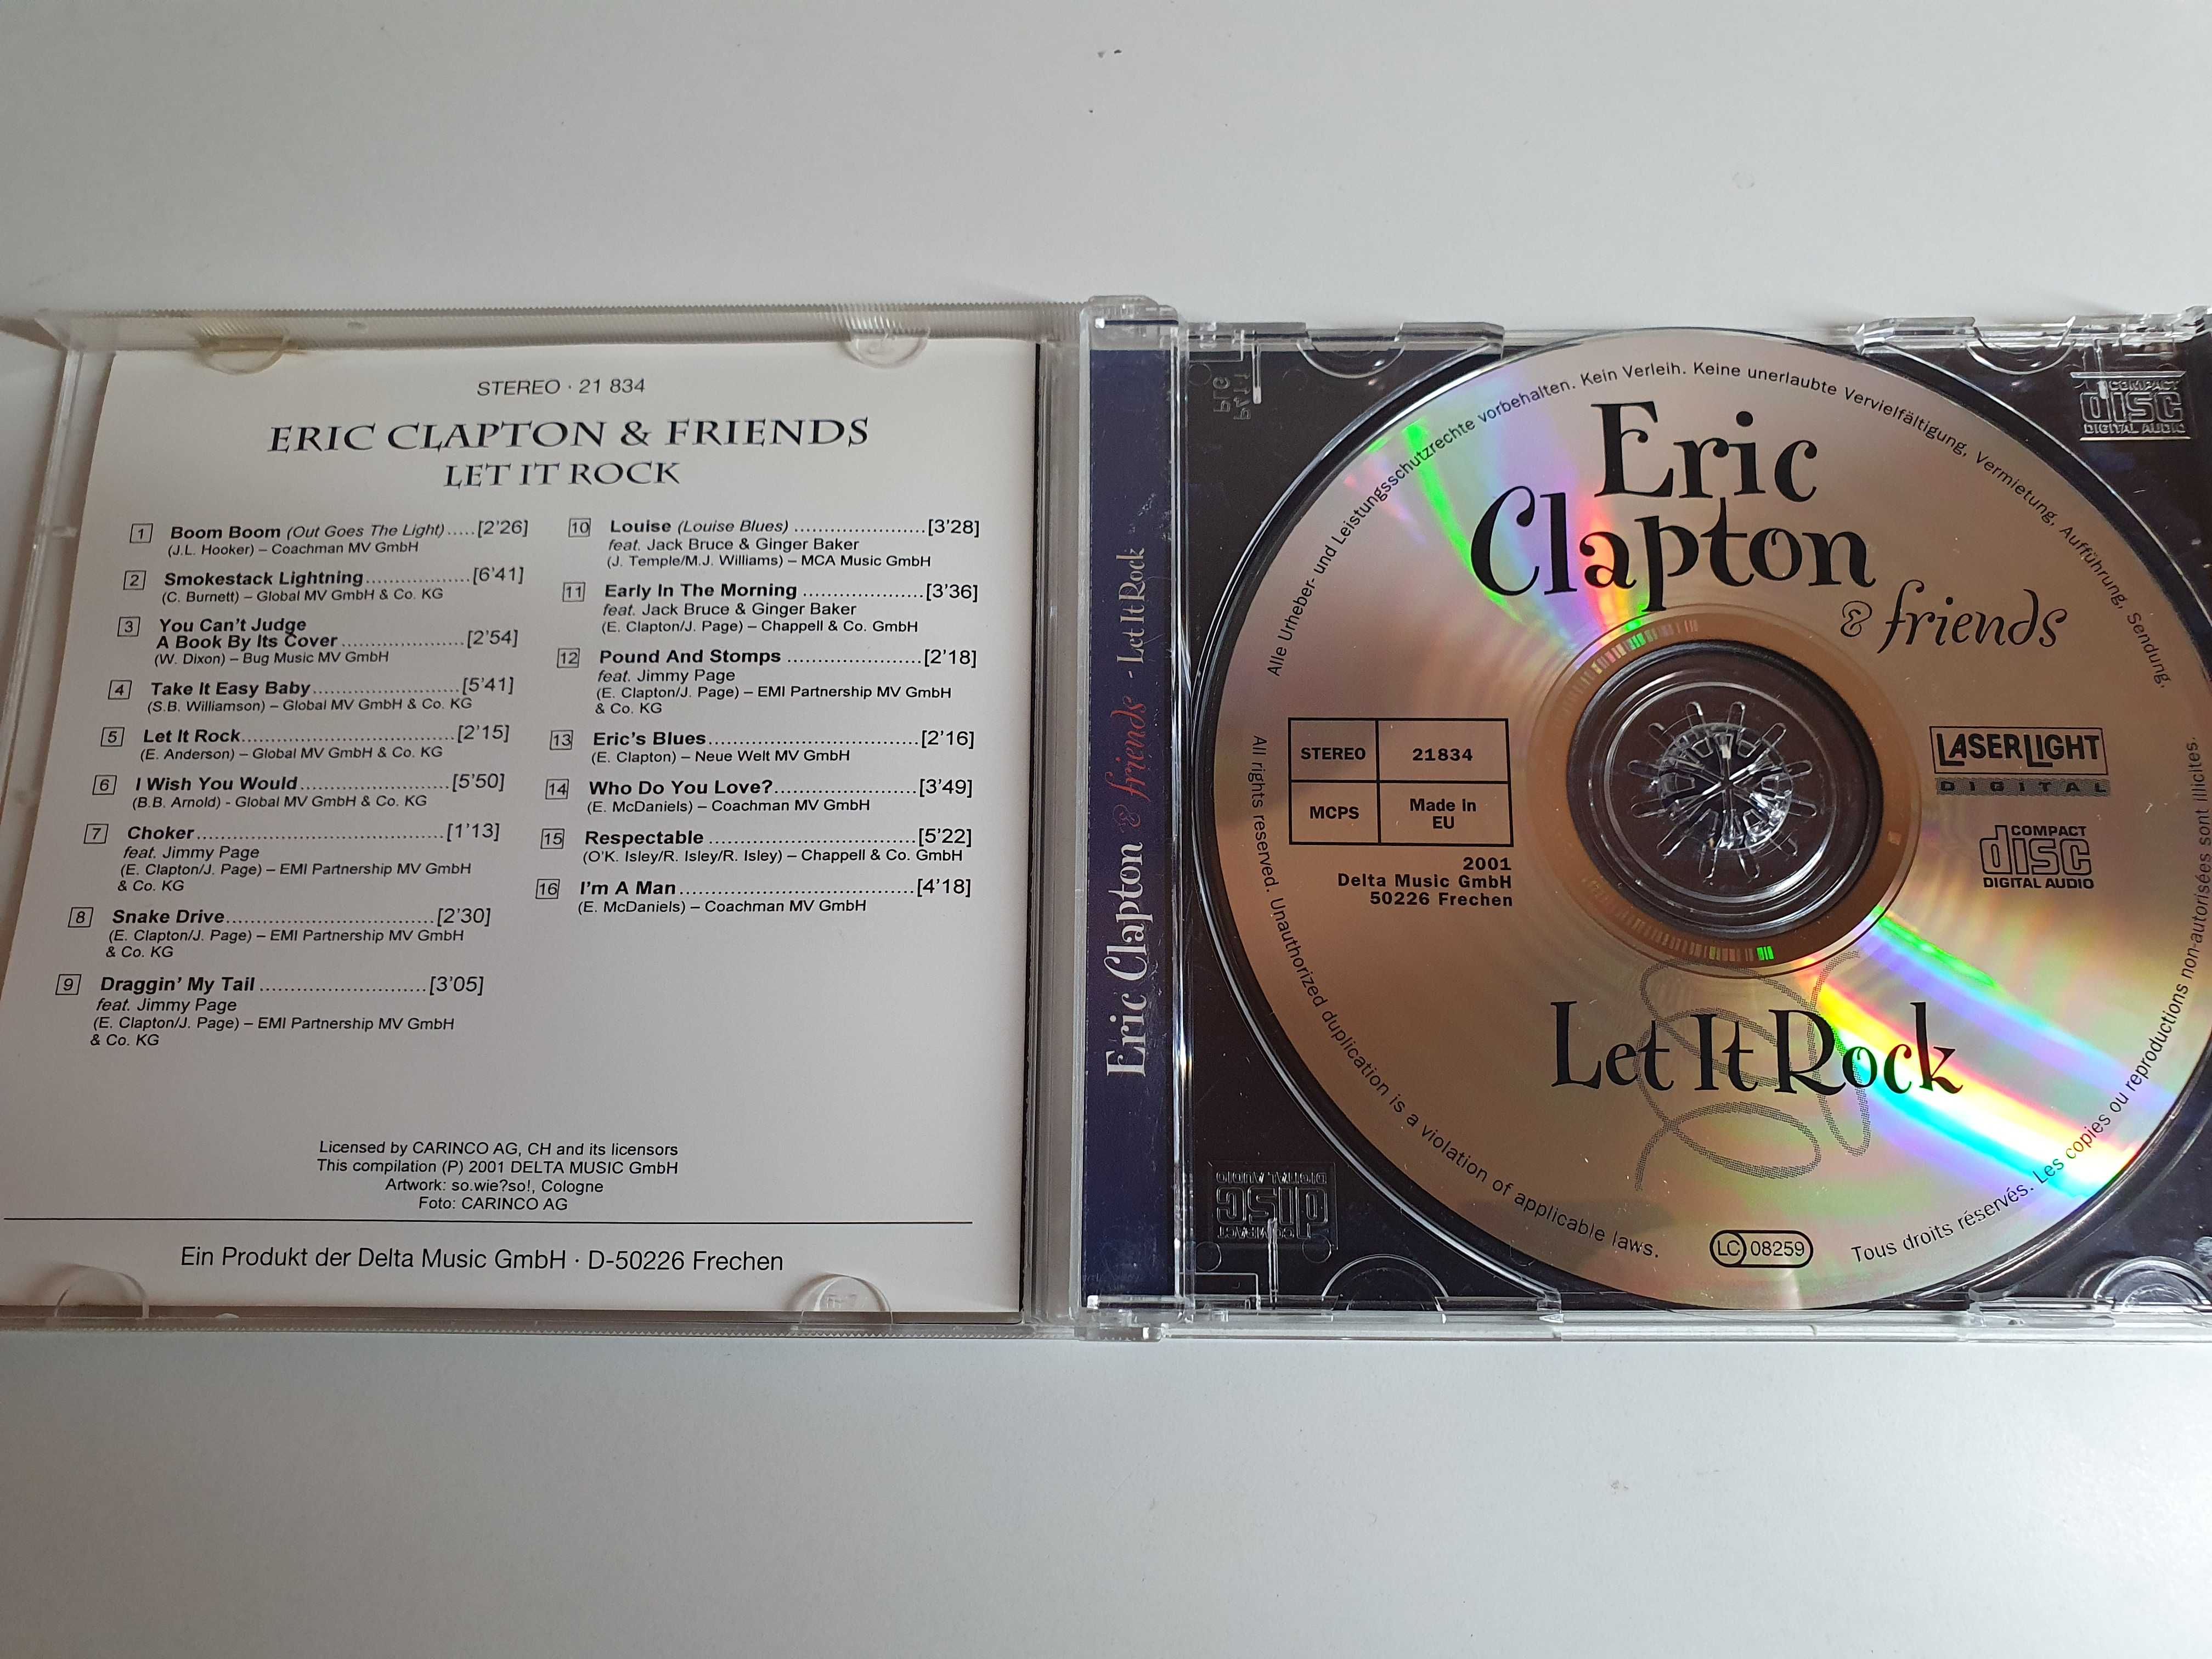 STEREO · 21 834
ERIC CLAPTON & FRIENDS
LET IT ROCK
1 Boom Boom (Out Goes The Light).....[2'26]
(J.L. Hooker) – Coachman MV GmbH
2 Smokestack Lightning.................[6'41]
(C. Burnett) – Global MV GmbH & Co. KG
3 You Can't Judge
A Book By Its Cover....................[2'54]
(W. Dixon) – Bug Music MV GmbH
4 Take It Easy Baby.......................[5'41]
(S.B. Williamson) – Global MV GmbH & Co. KG
5 Let It Rock..................................[2'15]
(E. Anderson) – Global MV GmbH & Co. KG
6 I Wish You Would........................[5'50]
(B.B. Arnold) - Global MV GmbH & Co. KG
7 Choker........................................[1'13]
feat. Jimmy Page
(E. Clapton/J. Page) – EMI Partnership MV GmbH
& Co. KG
8 Snake Drive..................................[2'30]
(E. Clapton/J. Page) – EMI Partnership MV GmbH
& Co. KG
9 Draggin' My Tail...........................[3'05]
feat. Jimmy Page
(E. Clapton/J. Page) – EMI Partnership MV GmbH
& Co. KG
10 Louise (Louise Blues).....................[3'28]
feat. Jack Bruce & Ginger Baker
(J. Temple/M.J. Williams) – MCA Music GmbH
11 Early In The Morning....................[3'36]
feat. Jack Bruce & Ginger Baker
(E. Clapton/J. Page) – Chappell & Co. GmbH
12 Pound And Stomps......................[2'18]
feat. Jimmy Page
(E. Clapton/J. Page) – EMI Partnership MV GmbH
& Co. KG
13 Eric's Blues..................................[2'16]
(E. Clapton) – Neue Welt MV GmbH
14 Who Do You Love?.......................[3'49]
(E. McDaniels) – Coachman MV GmbH
15 Respectable.................................[5'22]
(O'K. Isley/R. Isley/R. Isley) – Chappell & Co. GmbH
16 I'm A Man......................................[4'18]
(E. McDaniels) – Coachman MV GmbH
Licensed by CARINCO AG, CH and its licensors
This compilation (P) 2001 DELTA MUSIC GmbH
Artwork: so.wie?so!, Cologne
Foto: CARINCO AG
Ein Produkt der Delta Music GmbH · D-50226 Frechen
Eric Clapton & friends - Let It Rock
Alle Urheber- und Leistungsschutzrechte vorbehalten. Kein Verleih. Keine unerlaubte Vervielfältigung, Vermietung, Aufführung, Sendung.
Eric
Clapton
& friends
STEREO 21834
MCPS Made In
EU
2001
Delta Music GmbH
50226 Frechen
LASERLIGHT
DIGITAL
COMPACT
disc
DIGITAL AUDIO
Let It Rock
LC 08259
All rights reserved. Unauthorized duplication is a violation of applicable laws.
Tous droits réservés. Les copies ou reproductions non-autorisées sont illicites.
COMPACT
disc
DIGITAL AUDIO
COMPACT
disc
DIGITAL AUDIO